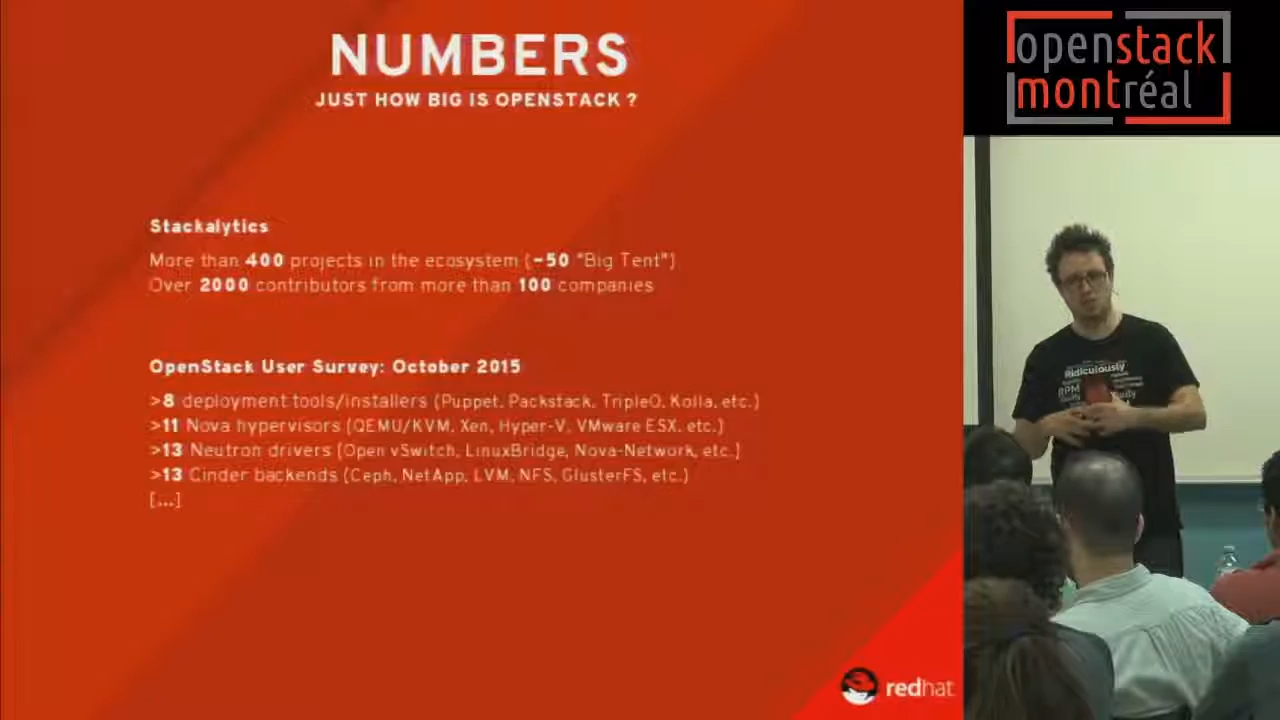 NUMBERS
JUST HOW BIG IS OPENSTACK ?
Stackalytics
More than 400 projects in the ecosystem (~50 "Big Tent")
Over 2000 contributors from more than 100 companies
OpenStack User Survey: October 2015
>8 deployment tools/installers (Puppet, Packstack, TripleO, Kolla, etc.)
>11 Nova hypervisors (QEMU/KVM, Xen, Hyper-V, VMware ESX, etc.)
>13 Neutron drivers (Open vSwitch, LinuxBridge, Nova-Network, etc.)
>13 Cinder backends (Ceph, NetApp, LVM, NFS, GlusterFS, etc.)
[...]
redhat
openstack
montréal
Ridiculously
RPM